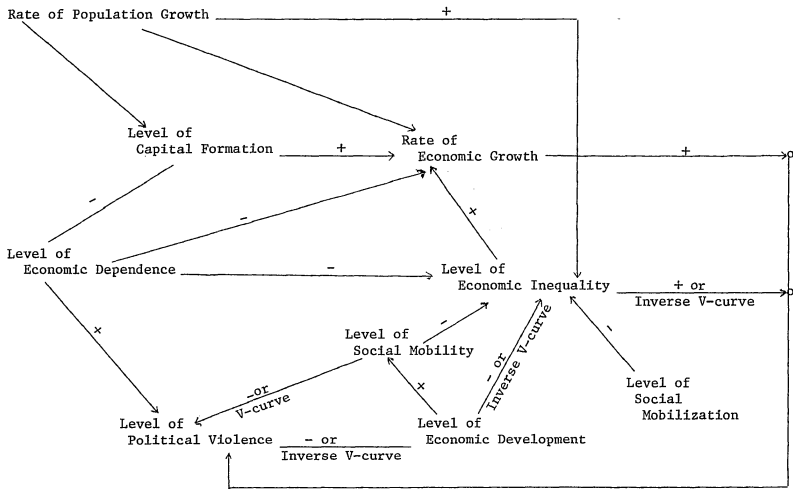 Rate of Population Growth
+
Level of
Capital Formation
+
Rate of
Economic Growth
+
-
-
Level of
Economic Dependence
-
x
Level of
Economic Inequality
+ or
Inverse V-curve
x
Level of
Social Mobility
-
- or
Inverse V-curve
-
Level of
Social
Mobilization
-or
V-curve
x
Level of
Political Violence
- or
Inverse V-curve
Level of
Economic Development